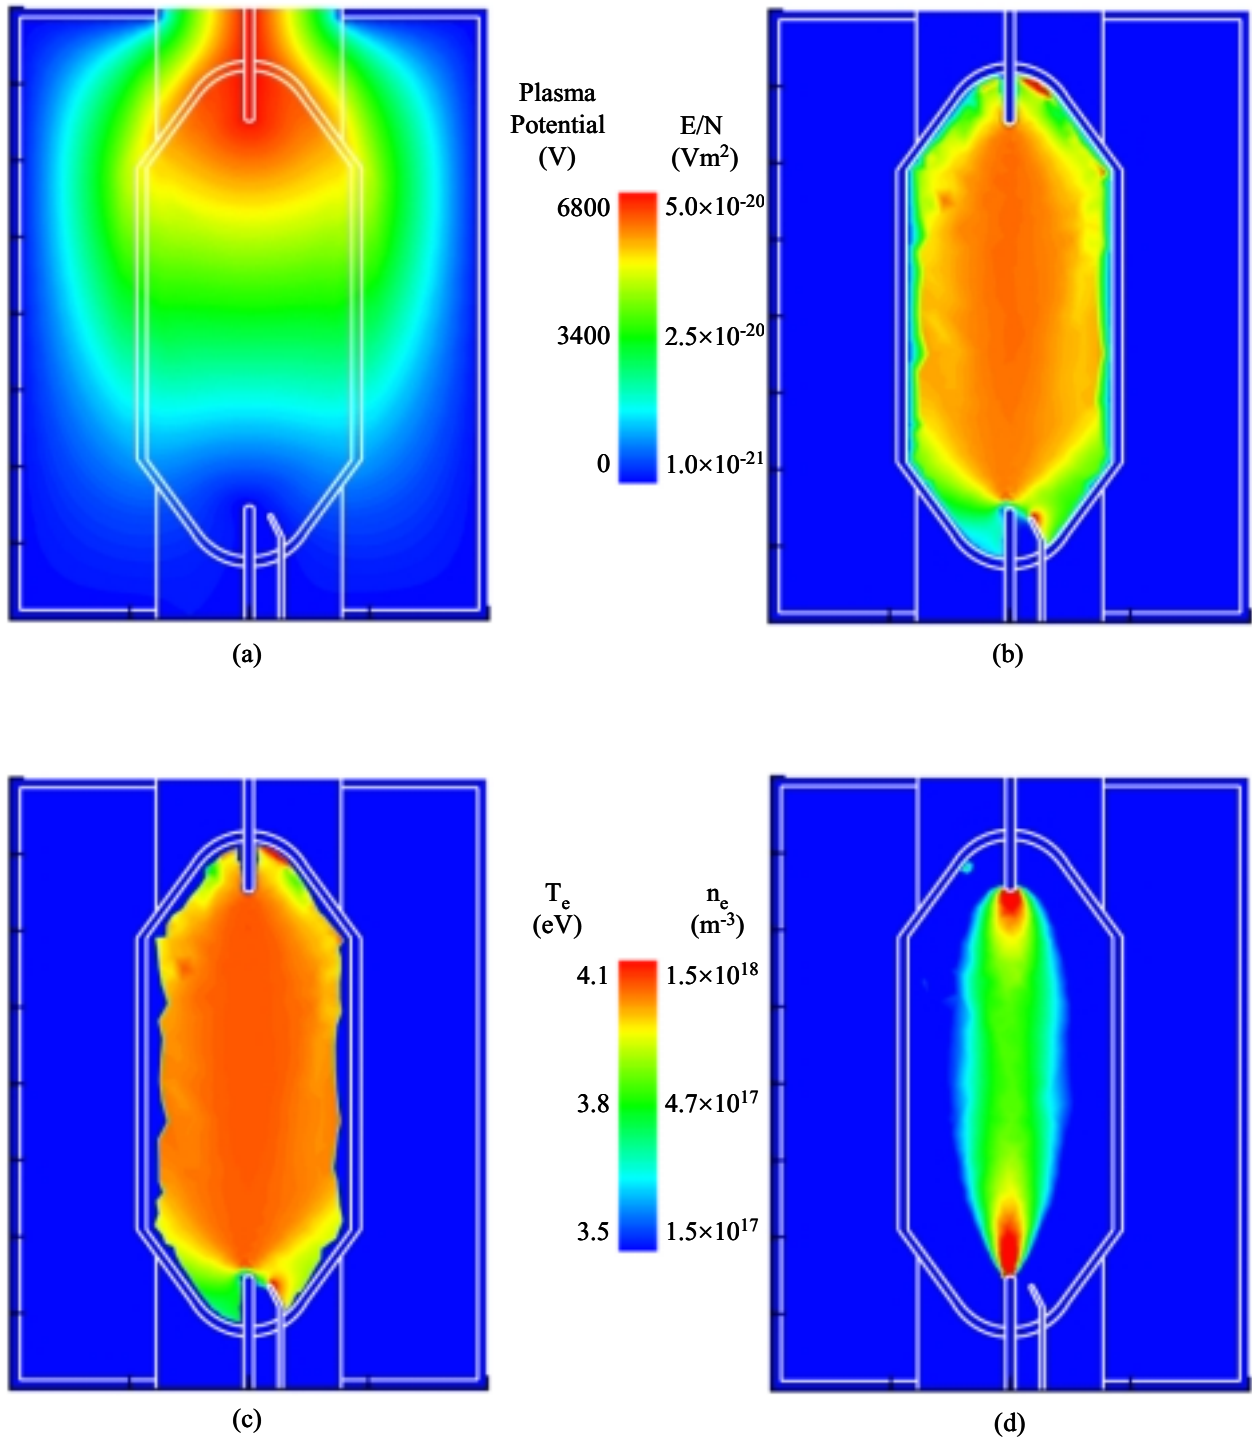 Plasma
Potential
(V)
E/N
(Vm²)
6800
5.0×10⁻²⁰
3400
2.5×10⁻²⁰
0
1.0×10⁻²¹
(a)
(b)
Tₑ
(eV)
nₑ
(m⁻³)
4.1
1.5×10¹⁸
3.8
4.7×10¹⁷
3.5
1.5×10¹⁷
(c)
(d)